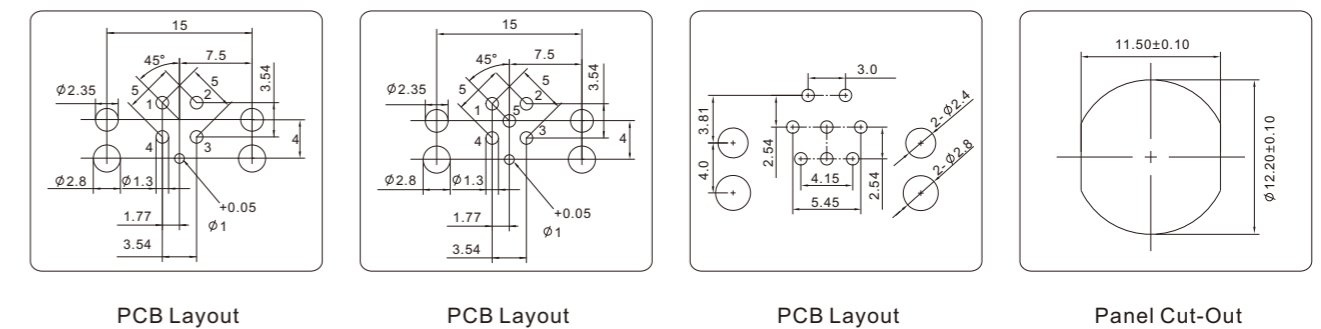 15
45°
7.5
3.54
5
5
Ø2.35
1
2
4
3
4
Ø2.8
Ø1.3
+0.05
Ø1
1.77
3.54
PCB Layout
15
45°
7.5
3.54
5
5
Ø2.35
1
2
5
4
3
4
Ø2.8
Ø1.3
+0.05
Ø1
1.77
3.54
PCB Layout
3.0
3.81
2.54
4.0
2-Ø2.4
2-Ø2.8
4.15
5.45
2.54
PCB Layout
11.50±0.10
Ø12.20±0.10
Panel Cut-Out